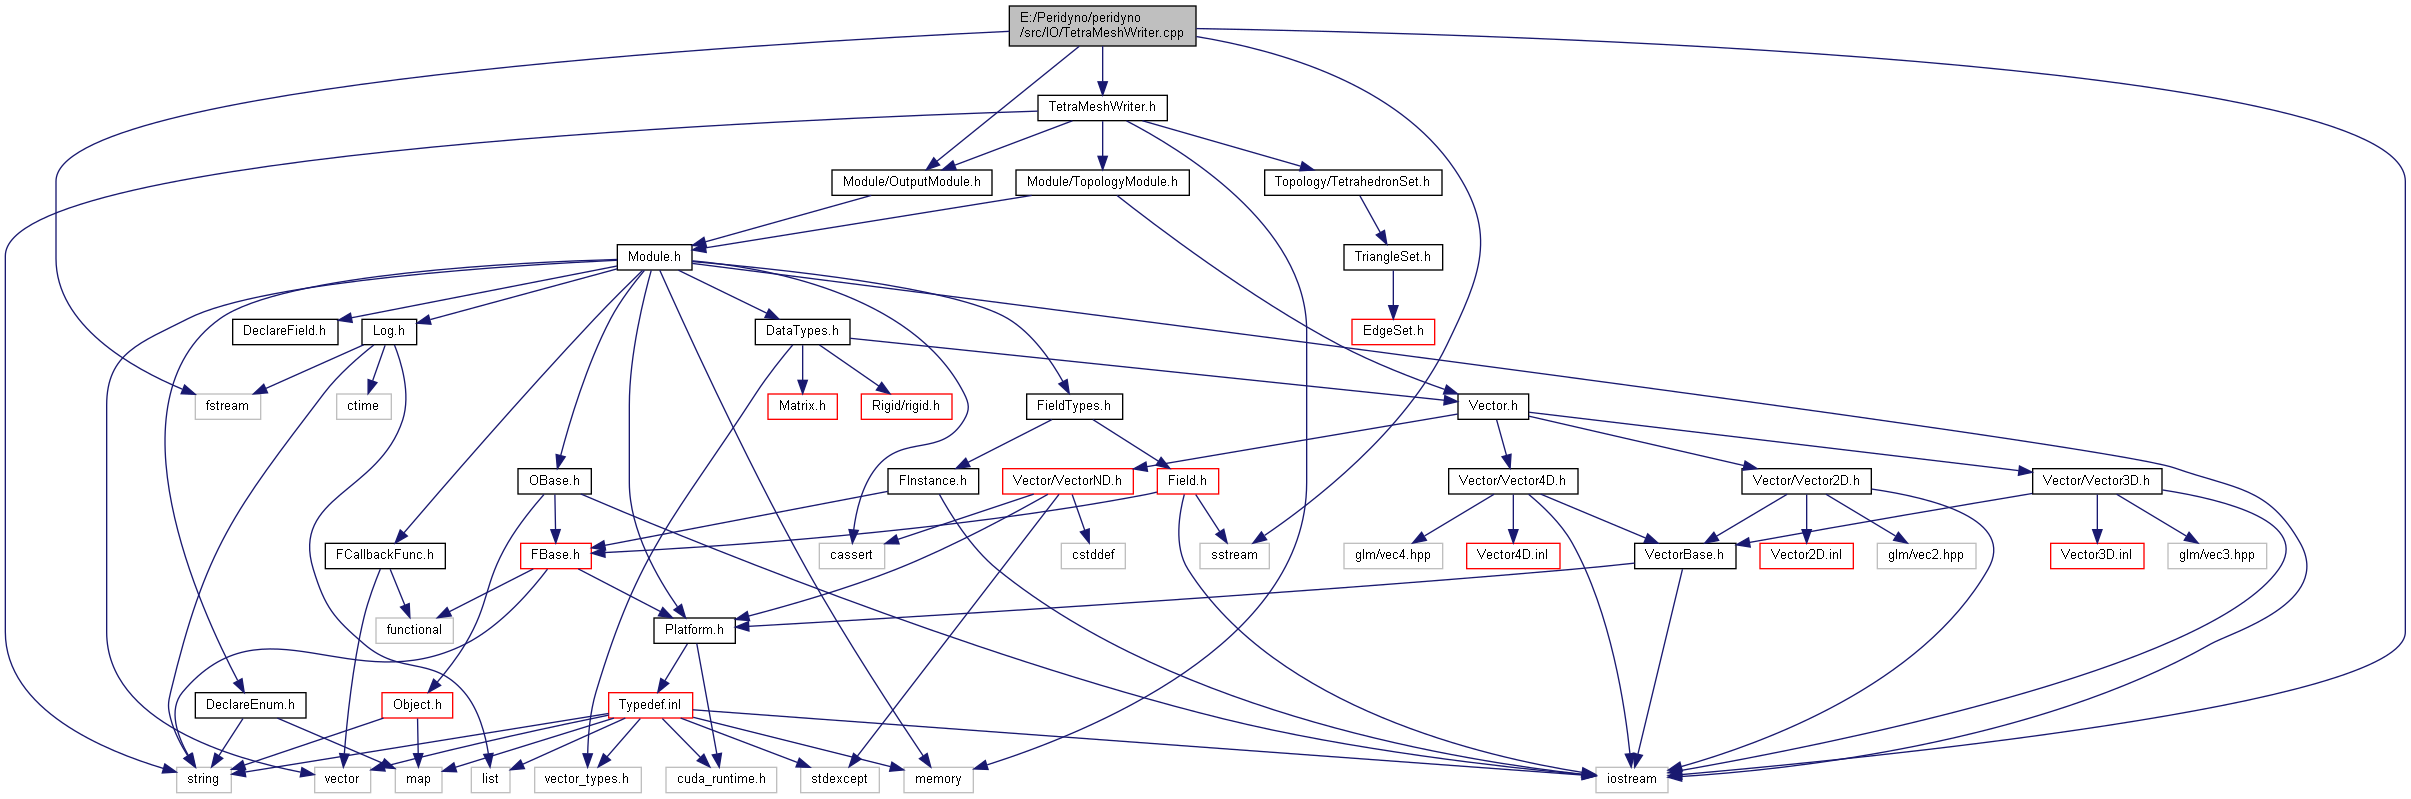 E:/Peridyno/peridyno
/src/IO/TetraMeshWriter.cpp
TetraMeshWriter.h
Module/OutputModule.h
Module/TopologyModule.h
Topology/TetrahedronSet.h
Module.h
TriangleSet.h
DeclareField.h
Log.h
DataTypes.h
EdgeSet.h
fstream
ctime
Matrix.h
Rigid/rigid.h
FieldTypes.h
Vector.h
OBase.h
FInstance.h
Vector/VectorND.h
Field.h
Vector/Vector4D.h
Vector/Vector2D.h
Vector/Vector3D.h
FCallbackFunc.h
FBase.h
cassert
cstddef
sstream
glm/vec4.hpp
Vector4D.inl
VectorBase.h
Vector2D.inl
glm/vec2.hpp
Vector3D.inl
glm/vec3.hpp
functional
Platform.h
DeclareEnum.h
Object.h
Typedef.inl
string
vector
map
list
vector_types.h
cuda_runtime.h
stdexcept
memory
iostream